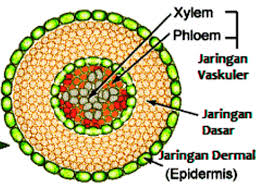 Xylem
Phloem
Jaringan
Vaskuler
Jaringan
Dasar
Jaringan Dermal
(Epidermis)